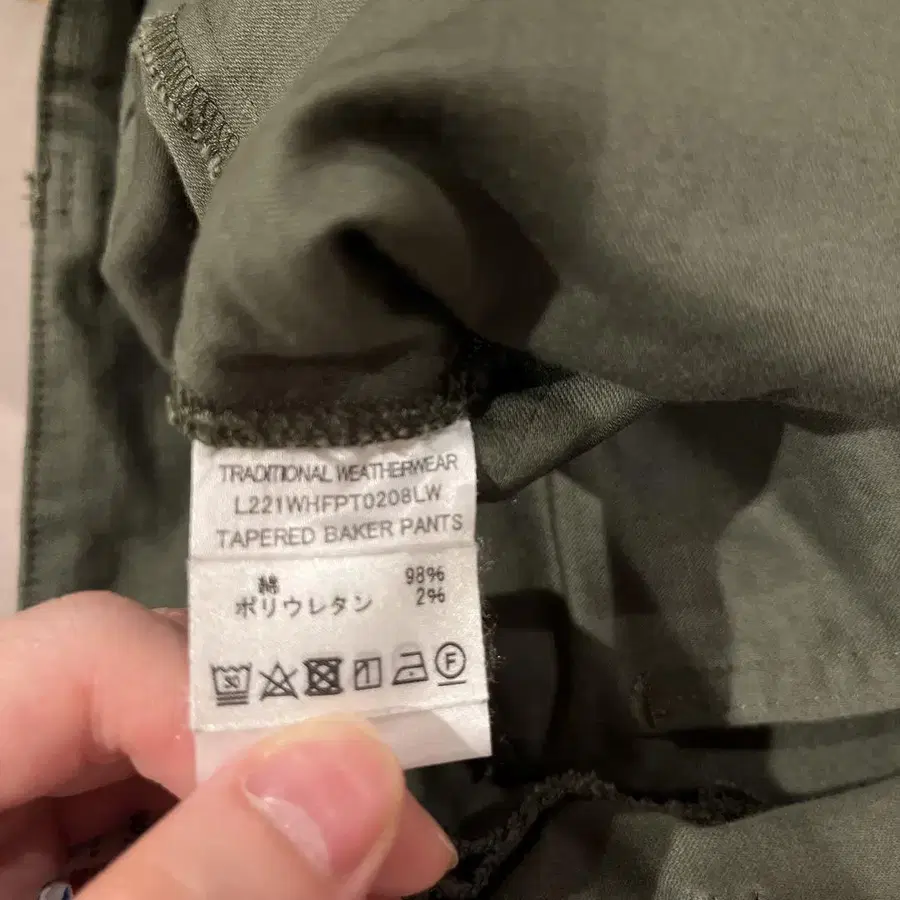 TRADITIONAL WEATHERWEAR
L221WHFPT0208LW
TAPERED BAKER PANTS
綿 98%
ポリウレタン 2%
F